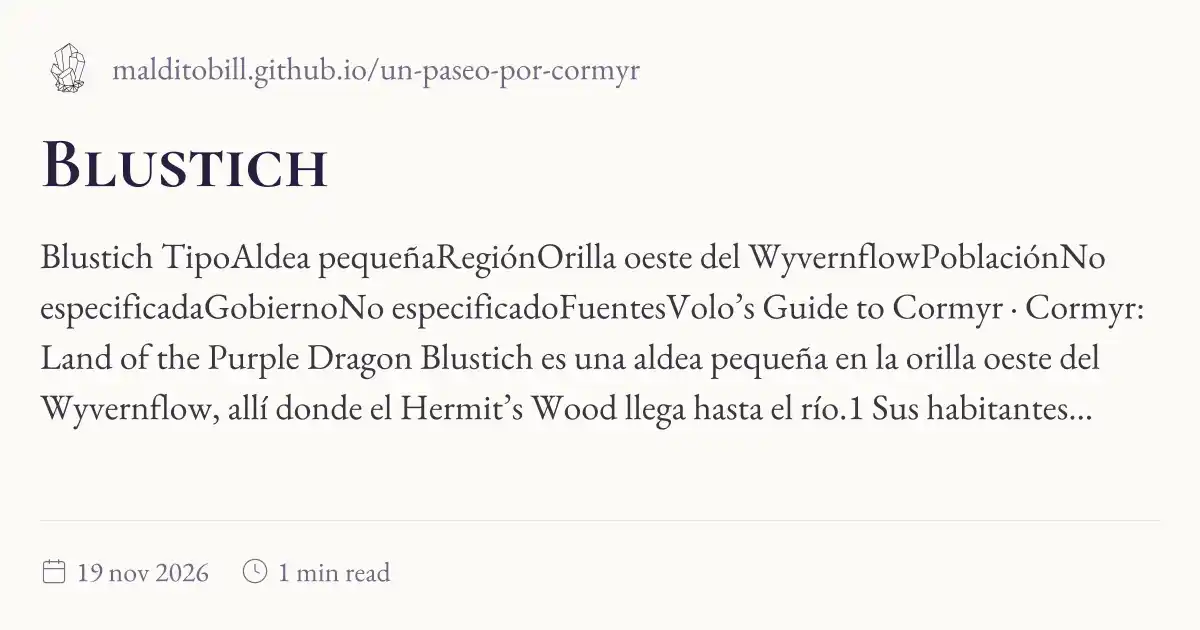 malditobill.github.io/un-paseo-por-cormyr
Blustich
Blustich TipoAldea pequeñaRegiónOrilla oeste del WyvernflowPoblaciónNo
especificadaGobiernoNo especificadoFuentesVolo’s Guide to Cormyr · Cormyr:
Land of the Purple Dragon Blustich es una aldea pequeña en la orilla oeste del
Wyvernflow, allí donde el Hermit’s Wood llega hasta el río.1 Sus habitantes...
19 nov 2026
1 min read